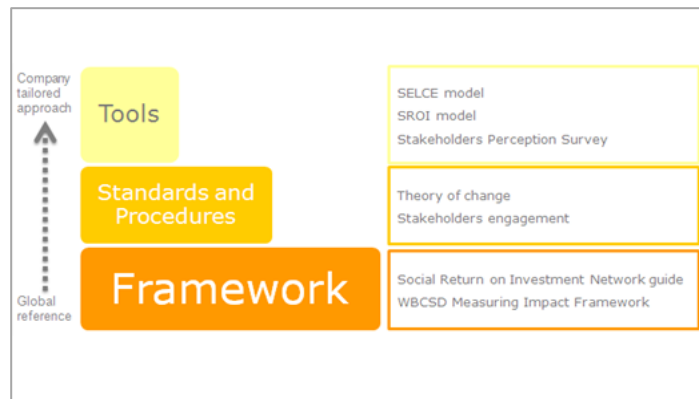 Company
tailored
approach
Tools
SELCE model
SROI model
Stakeholders Perception Survey
Standards and
Procedures
Theory of change
Stakeholders engagement
Framework
Social Return on Investment Network guide
WBCSD Measuring Impact Framework
Global
reference